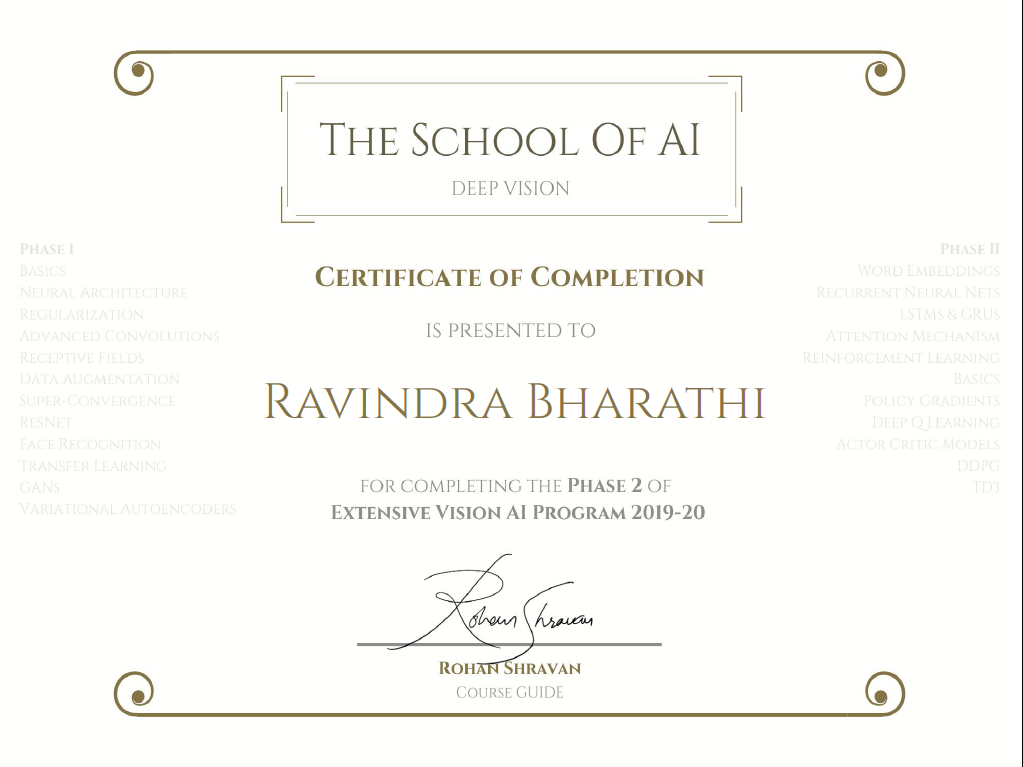 The School Of AI
DEEP VISION
Certificate of Completion
IS PRESENTED TO
Ravindra Bharathi
FOR COMPLETING THE Phase 2 OF
Extensive Vision AI Program 2019-20
Phase I
Basics
Neural Architecture
Regularization
Advanced Convolutions
Receptive Fields
Data Augmentation
Super-Convergence
ResNet
Face Recognition
Transfer Learning
GANs
Variational Autoencoders
Phase II
Word Embeddings
Recurrent Neural Nets
LSTMs & GRUs
Attention Mechanism
Reinforcement Learning
Basics
Policy Gradients
Deep Q Learning
Actor Critic Models
DDPG
TD3
Rohan Shravan
Rohan Shravan
Course GUIDE